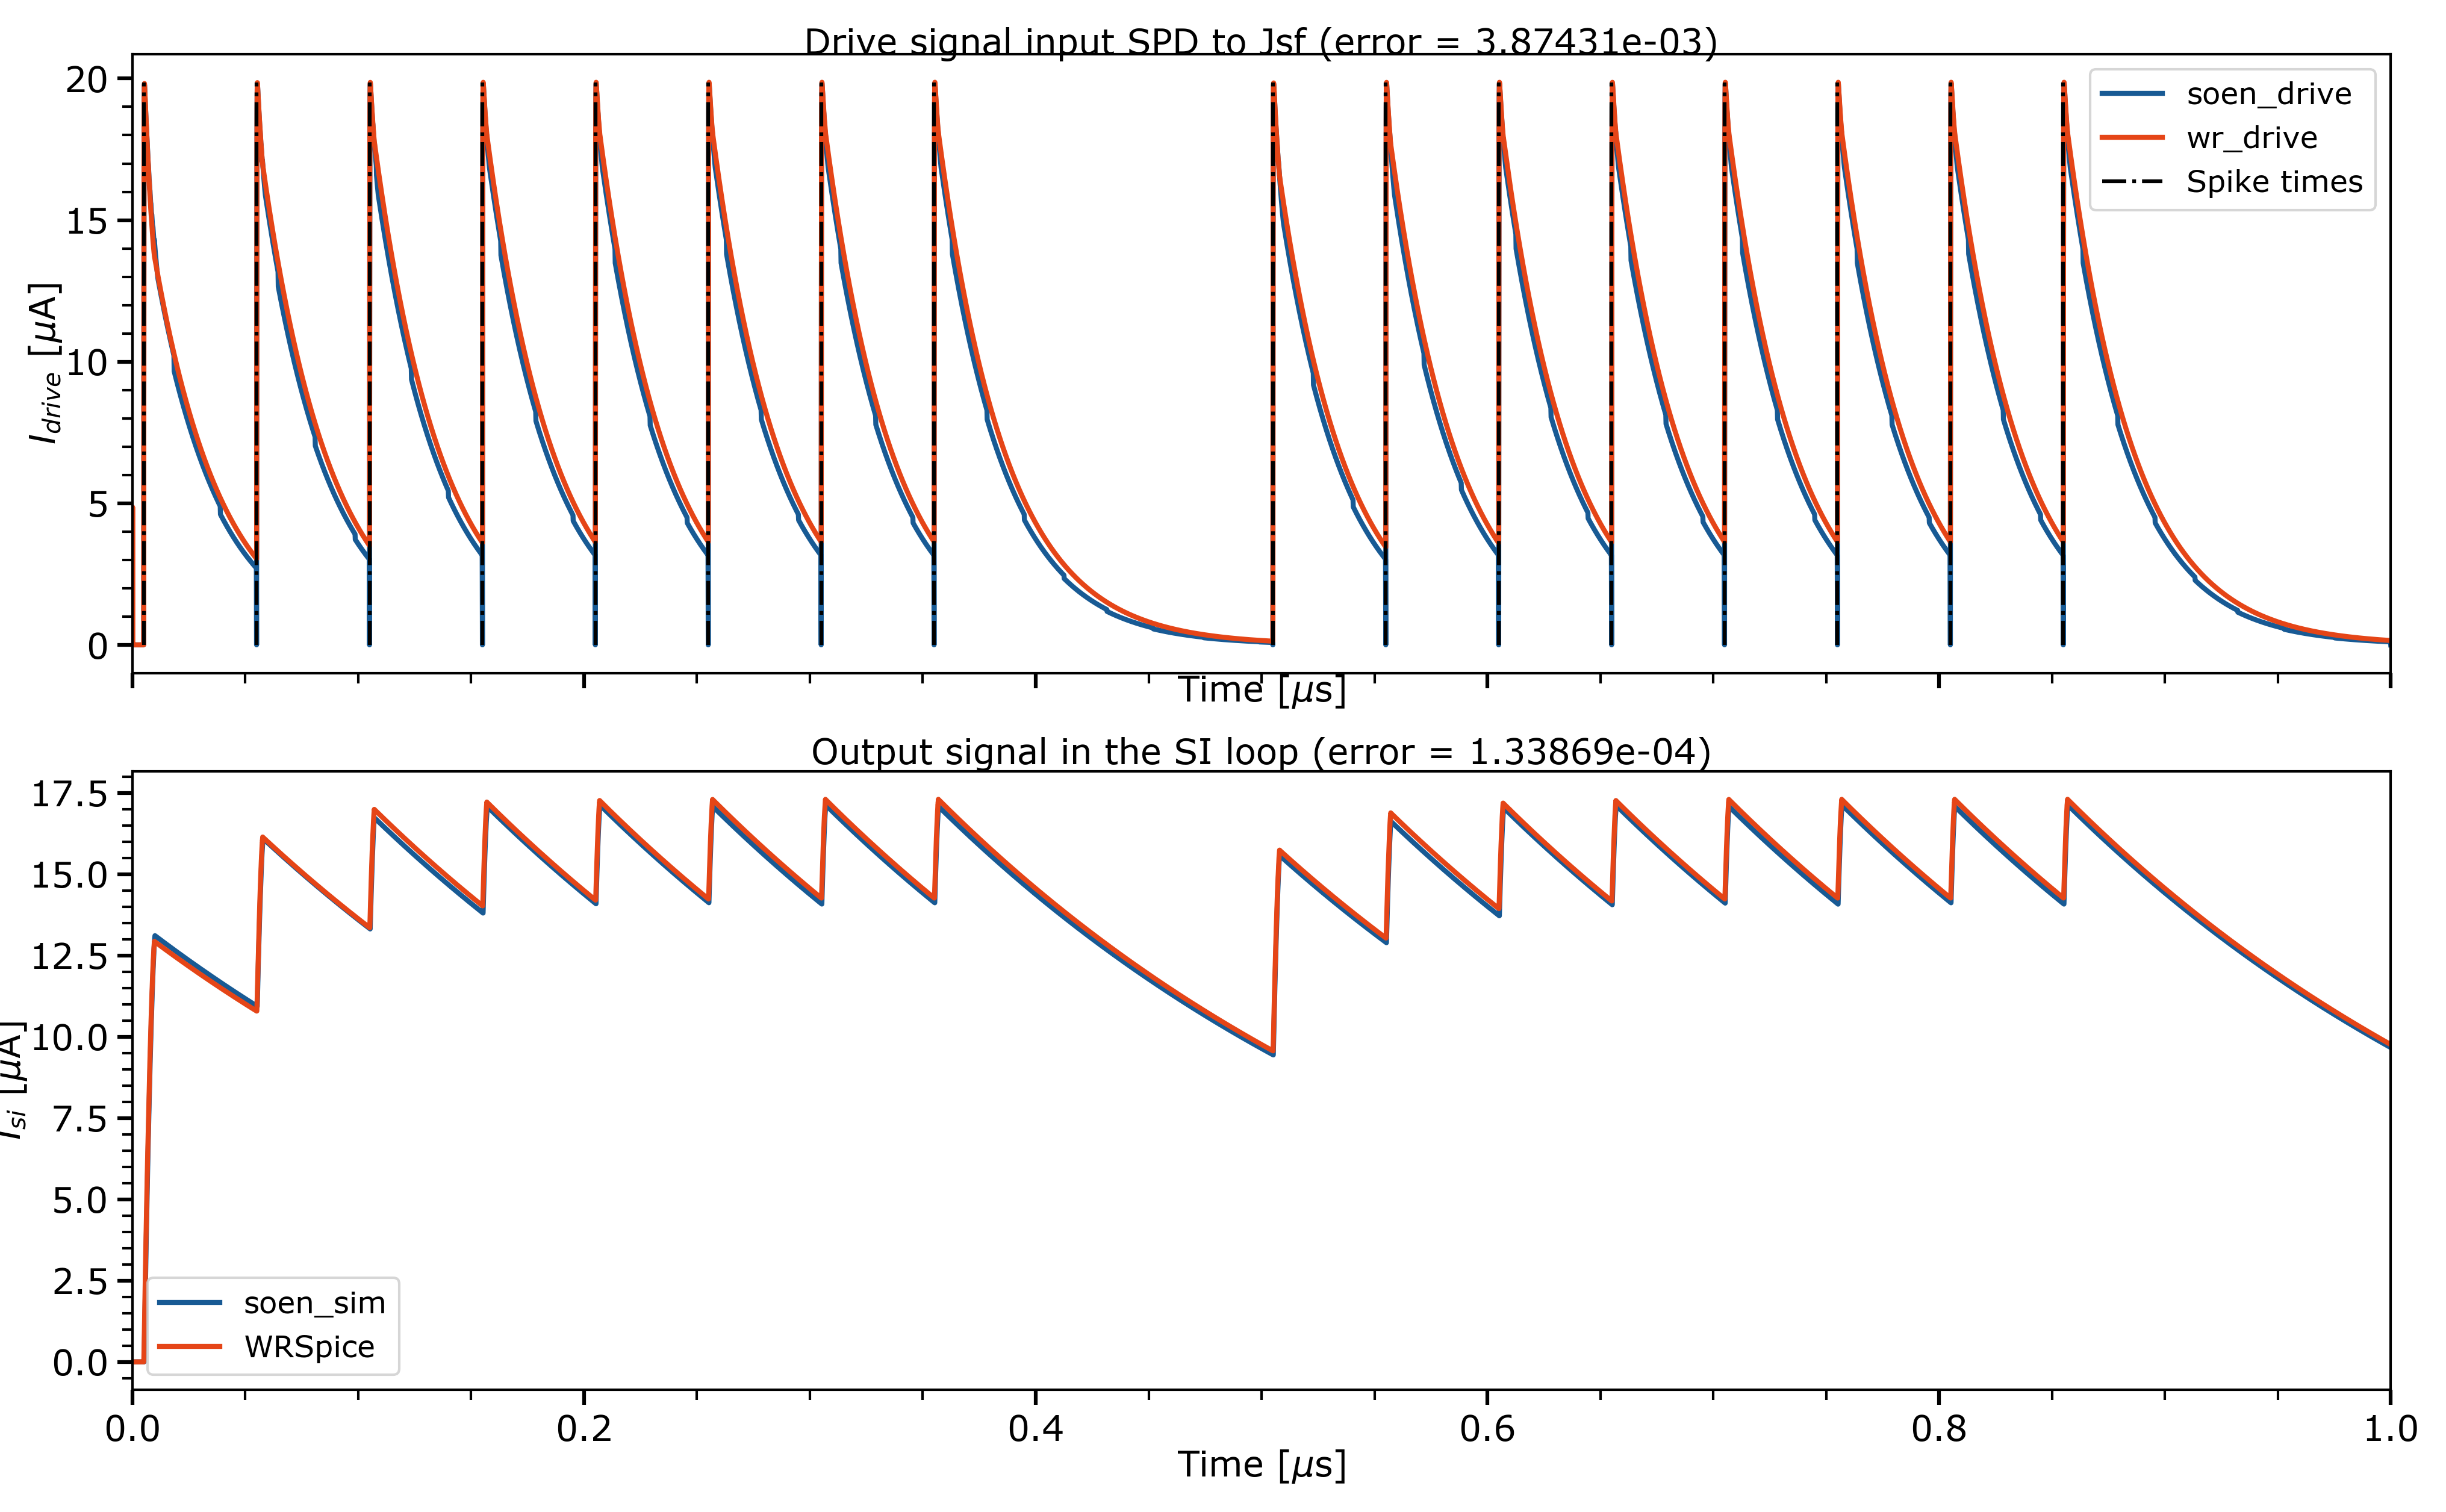 Drive signal input SPD to Jsf (error = 3.87431e-03)
20
15
10
5
0
I_drive [μA]
soen_drive
wr_drive
Spike times
Time [μs]
Output signal in the SI loop (error = 1.33869e-04)
17.5
15.0
12.5
10.0
7.5
5.0
2.5
0.0
I_si [μA]
soen_sim
WRSpice
0.0 0.2 0.4 0.6 0.8 1.0
Time [μs]